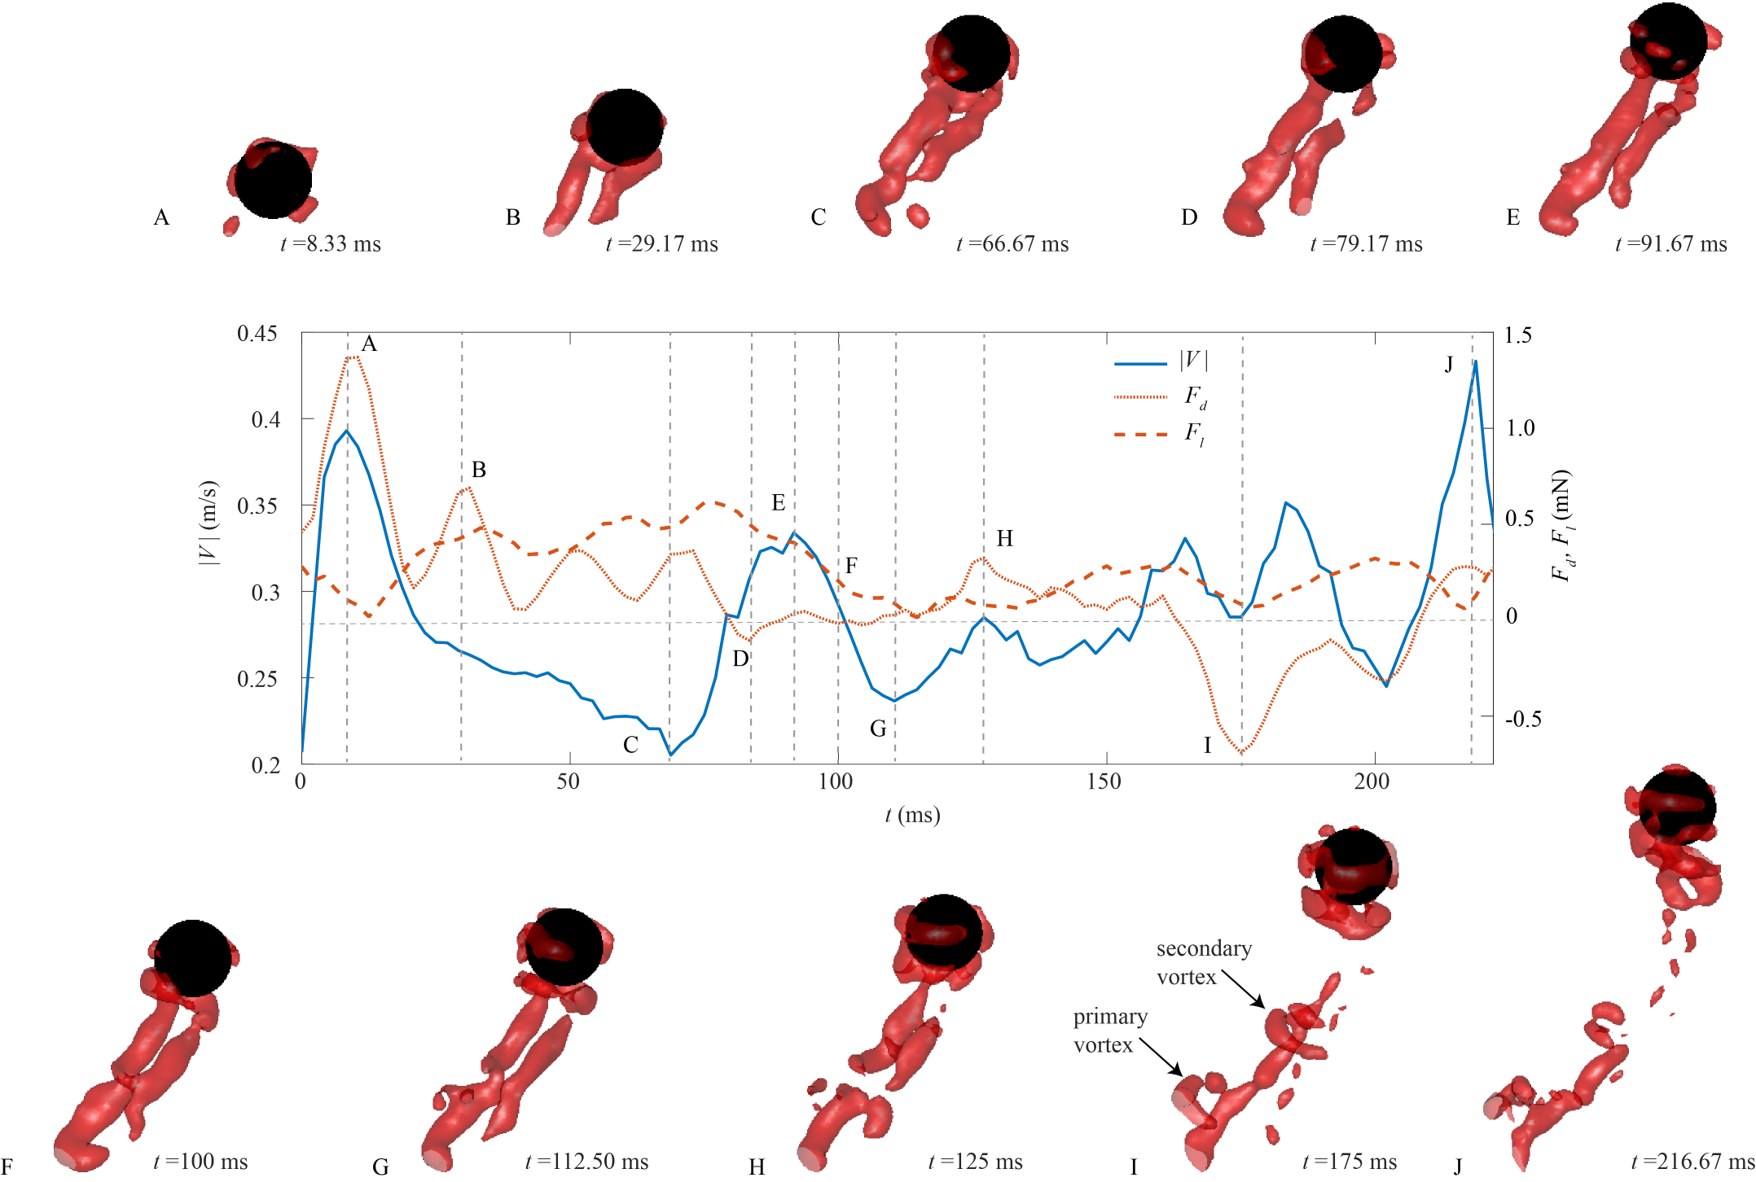 A
t =8.33 ms
B
t =29.17 ms
C
t =66.67 ms
D
t =79.17 ms
E
t =91.67 ms
0.45
0.4
0.35
0.3
0.25
0.2
|V| (m/s)
1.5
1.0
0.5
0
-0.5
F_d, F_l (mN)
A
B
C
D
E
F
G
H
I
J
|V|
F_d
F_l
0
50
100
150
200
t (ms)
F
t =100 ms
G
t =112.50 ms
H
t =125 ms
secondary
vortex
primary
vortex
I
t =175 ms
J
t =216.67 ms